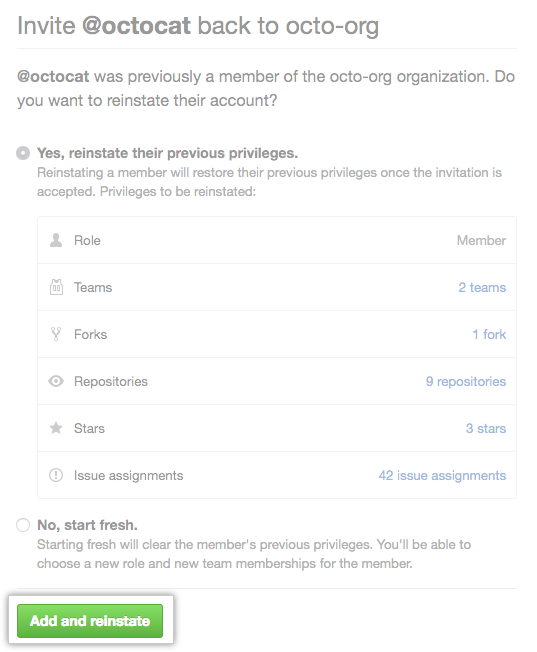 Invite @octocat back to octo-org
@octocat was previously a member of the octo-org organization. Do
you want to reinstate their account?
Yes, reinstate their previous privileges.
Reinstating a member will restore their previous privileges once the invitation is
accepted. Privileges to be reinstated:
Role Member
Teams 2 teams
Forks 1 fork
Repositories 9 repositories
Stars 3 stars
Issue assignments 42 issue assignments
No, start fresh.
Starting fresh will clear the member's previous privileges. You'll be able to
choose a new role and new team memberships for the member.
Add and reinstate